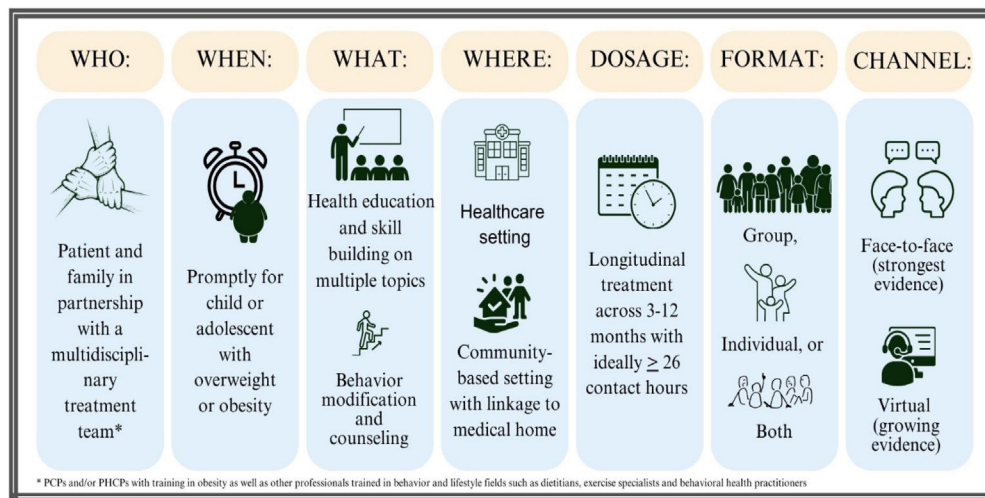 WHO:
WHEN:
WHAT:
WHERE:
DOSAGE:
FORMAT:
CHANNEL:
Patient and
family in
partnership
with a
multidiscipli-
nary
treatment
team*
Promptly for
child or
adolescent
with
overweight
or obesity
Health education
and skill
building on
multiple topics
Behavior
modification
and
counseling
Healthcare
setting
Community-
based setting
with linkage to
medical home
Longitudinal
treatment
across 3-12
months with
ideally ≥ 26
contact hours
Group,
Individual, or
Both
Face-to-face
(strongest
evidence)
Virtual
(growing
evidence)
* PCPs and/or PHCPs with training in obesity as well as other professionals trained in behavior and lifestyle fields such as dietitians, exercise specialists and behavioral health practitioners